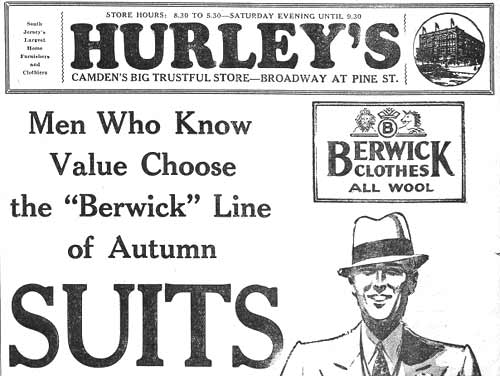 STORE HOURS: 8.30 TO 5.30—SATURDAY EVENING UNTIL 9.30
South
Jersey's
Largest
Home
Furnishers
and
Clothiers
HURLEY'S
CAMDEN'S BIG TRUSTFUL STORE—BROADWAY AT PINE ST.
Men Who Know
Value Choose
the "Berwick" Line
of Autumn
SUITS
B
BERWICK
CLOTHES
ALL WOOL